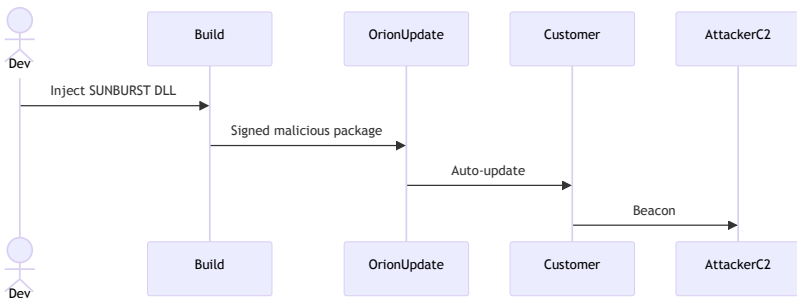 Build
OrionUpdate
Customer
AttackerC2
Dev
Inject SUNBURST DLL
Signed malicious package
Auto-update
Beacon
Build
OrionUpdate
Customer
AttackerC2
Dev